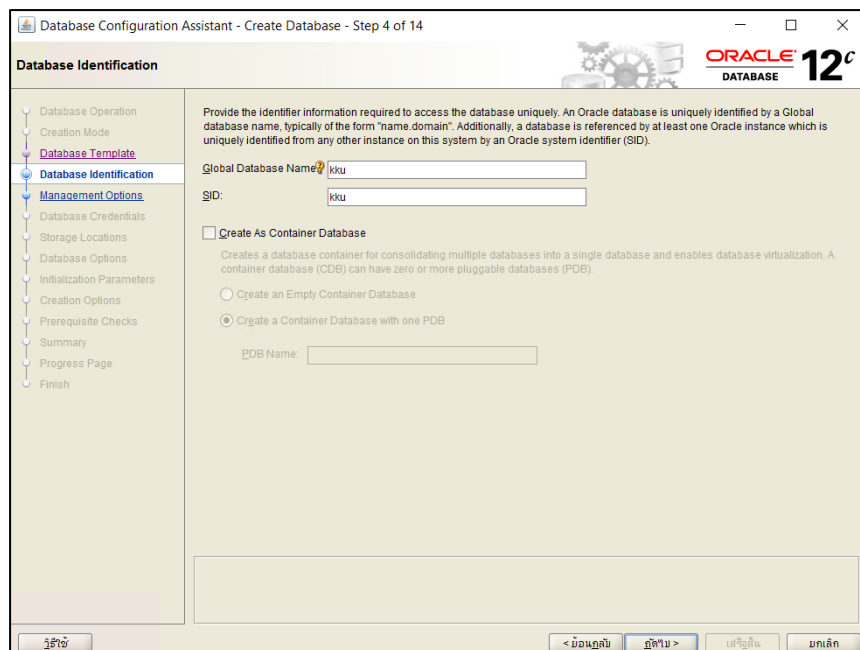 Database Configuration Assistant - Create Database - Step 4 of 14
Database Identification
ORACLE
DATABASE
12c
Database Operation
Creation Mode
Database Template
Database Identification
Management Options
Database Credentials
Storage Locations
Database Options
Initialization Parameters
Creation Options
Prerequisite Checks
Summary
Progress Page
Finish
Provide the identifier information required to access the database uniquely. An Oracle database is uniquely identified by a Global
database name, typically of the form "name.domain". Additionally, a database is referenced by at least one Oracle instance which is
uniquely identified from any other instance on this system by an Oracle system identifier (SID).
Global Database Name kku
SID: kku
Create As Container Database
Creates a database container for consolidating multiple databases into a single database and enables database virtualization. A
container database (CDB) can have zero or more pluggable databases (PDB).
Create an Empty Container Database
Create a Container Database with one PDB
PDB Name:
วิธีใช้
< ย้อนกลับ
ถัดไป >
เสร็จสิ้น
ยกเลิก